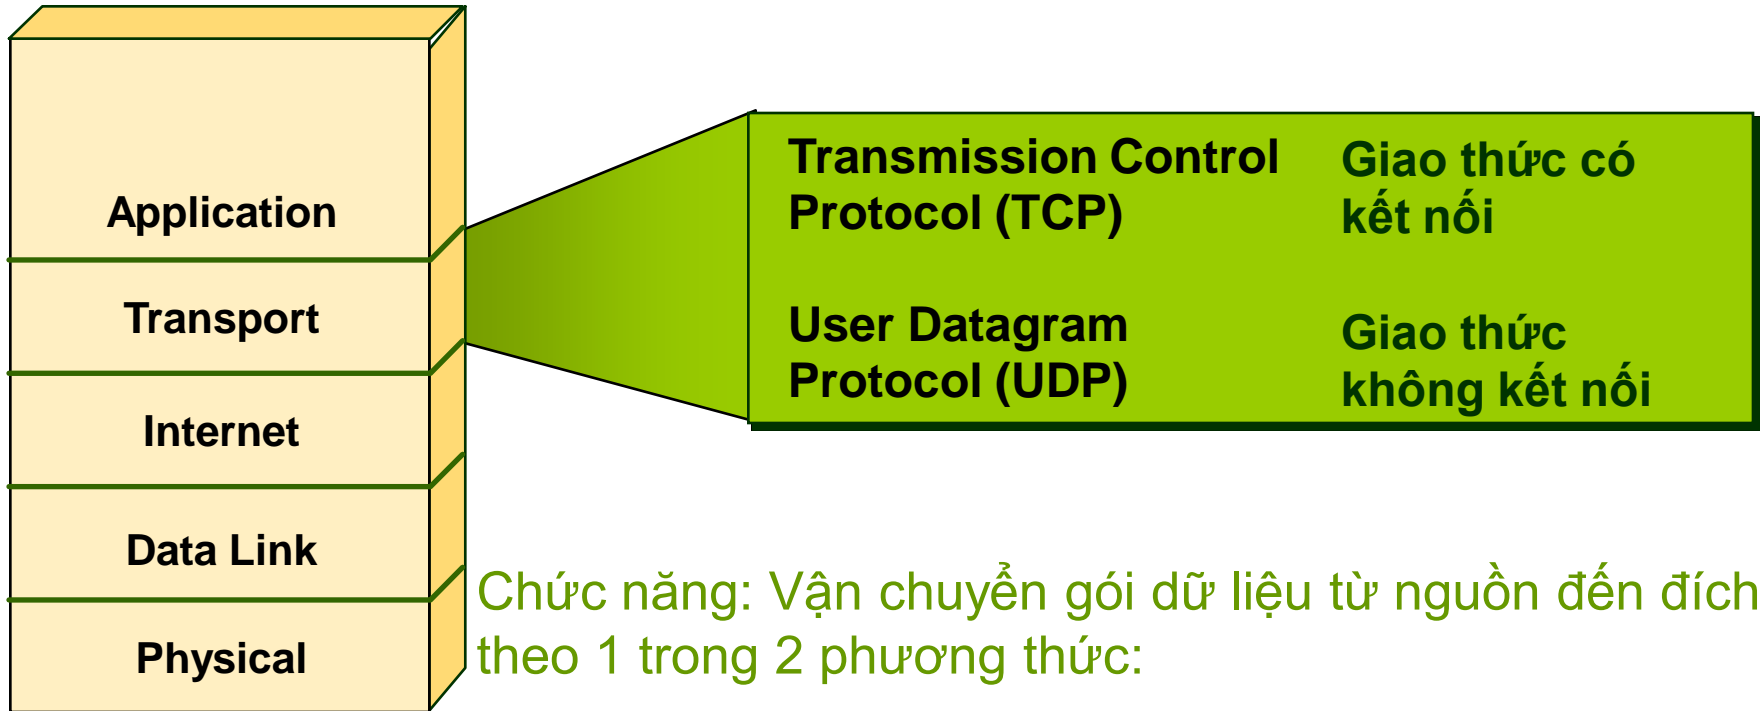 Application
Transport
Internet
Data Link
Physical
Transmission Control
Protocol (TCP)
Giao thức có
kết nối
User Datagram
Protocol (UDP)
Giao thức
không kết nối
Chức năng: Vận chuyển gói dữ liệu từ nguồn đến đích
theo 1 trong 2 phương thức: